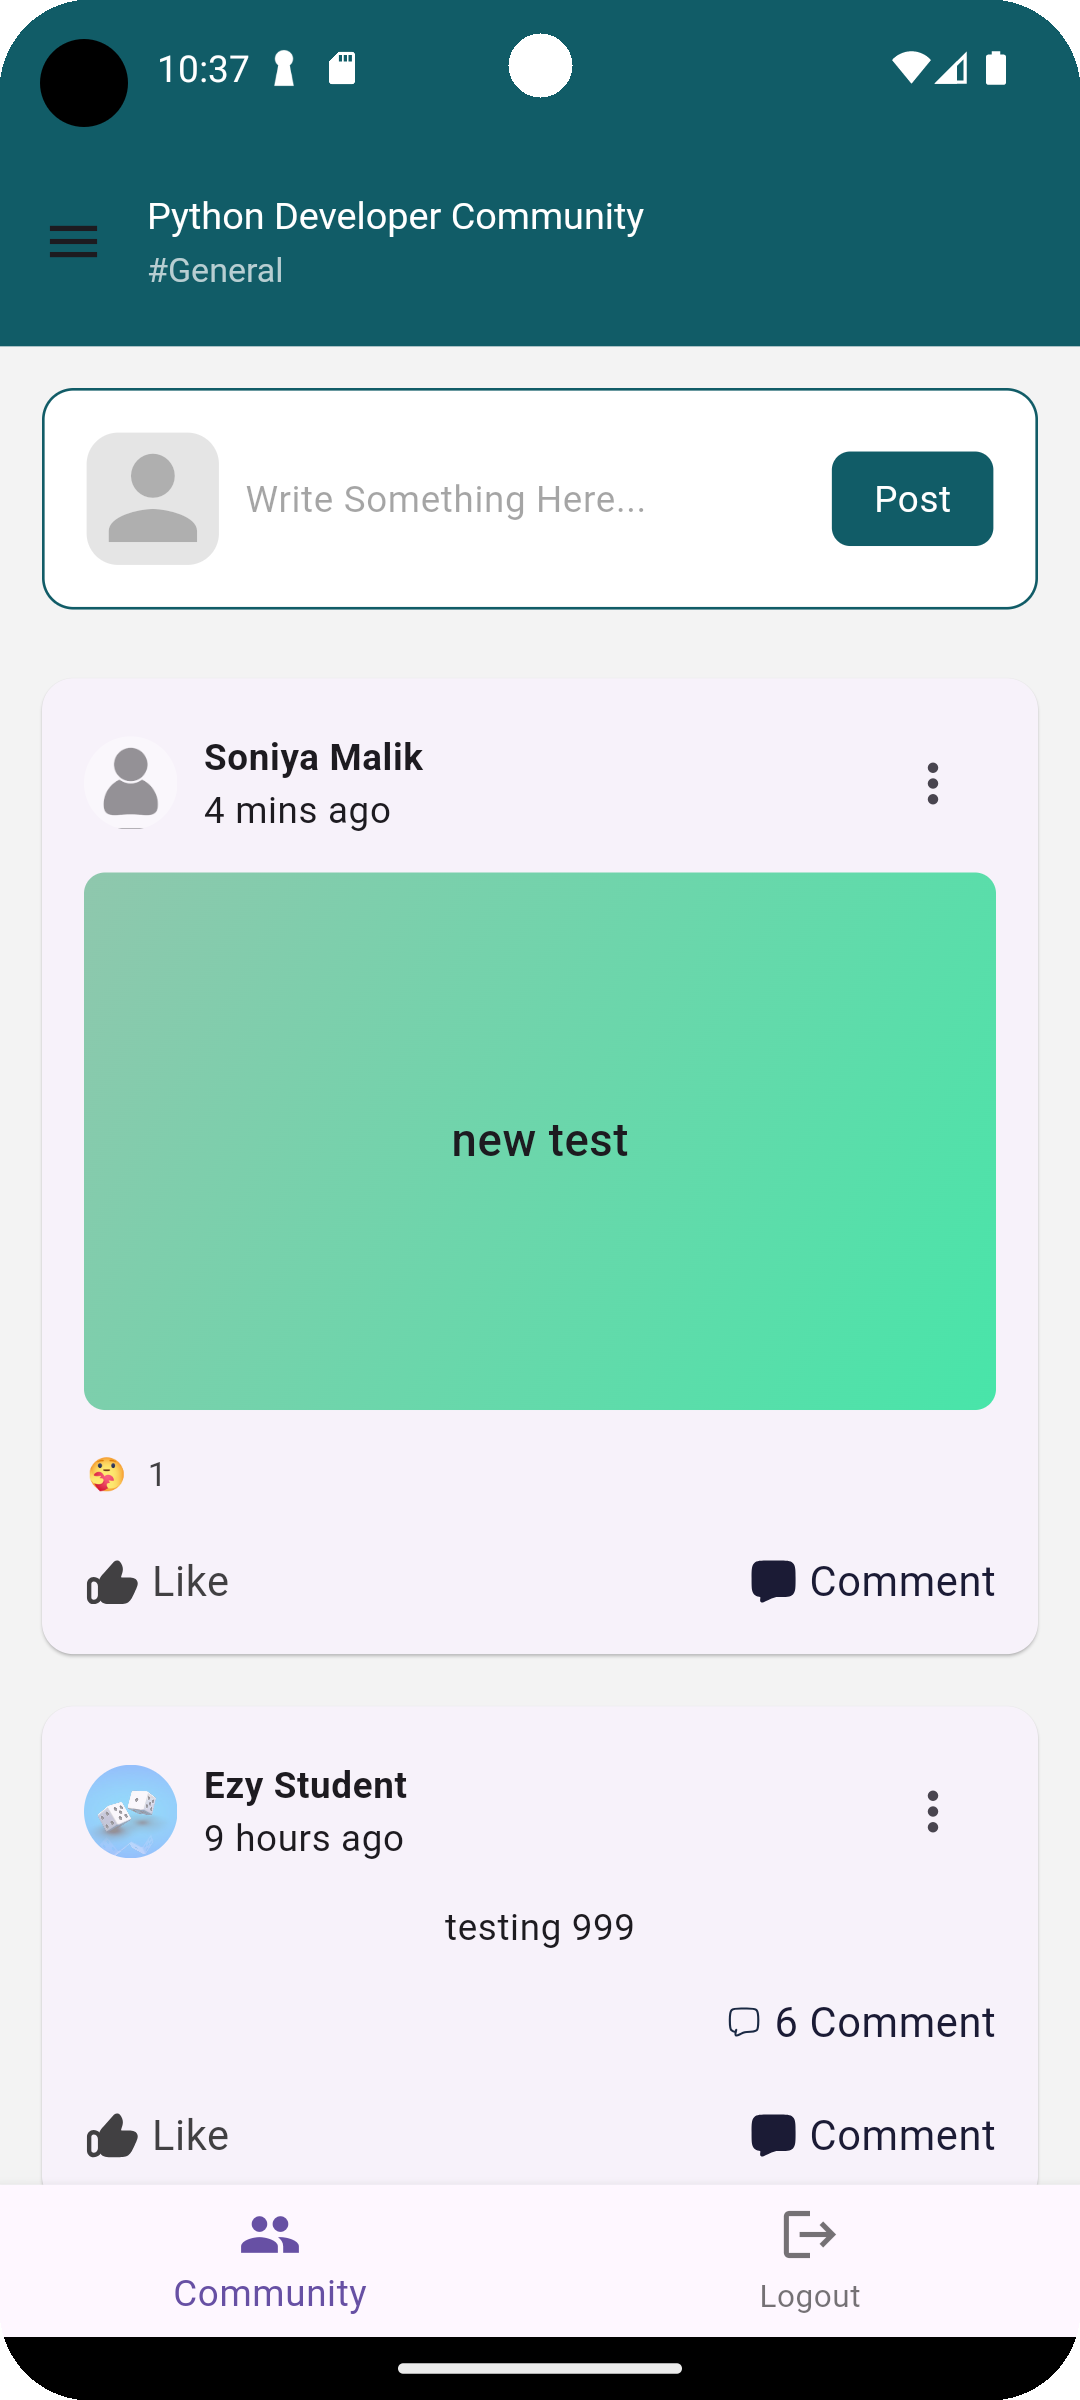 10:37
Python Developer Community
#General
Write Something Here...
Post
Soniya Malik
4 mins ago
new test
1
Like
Comment
Ezy Student
9 hours ago
testing 999
6 Comment
Like
Comment
Community
Logout